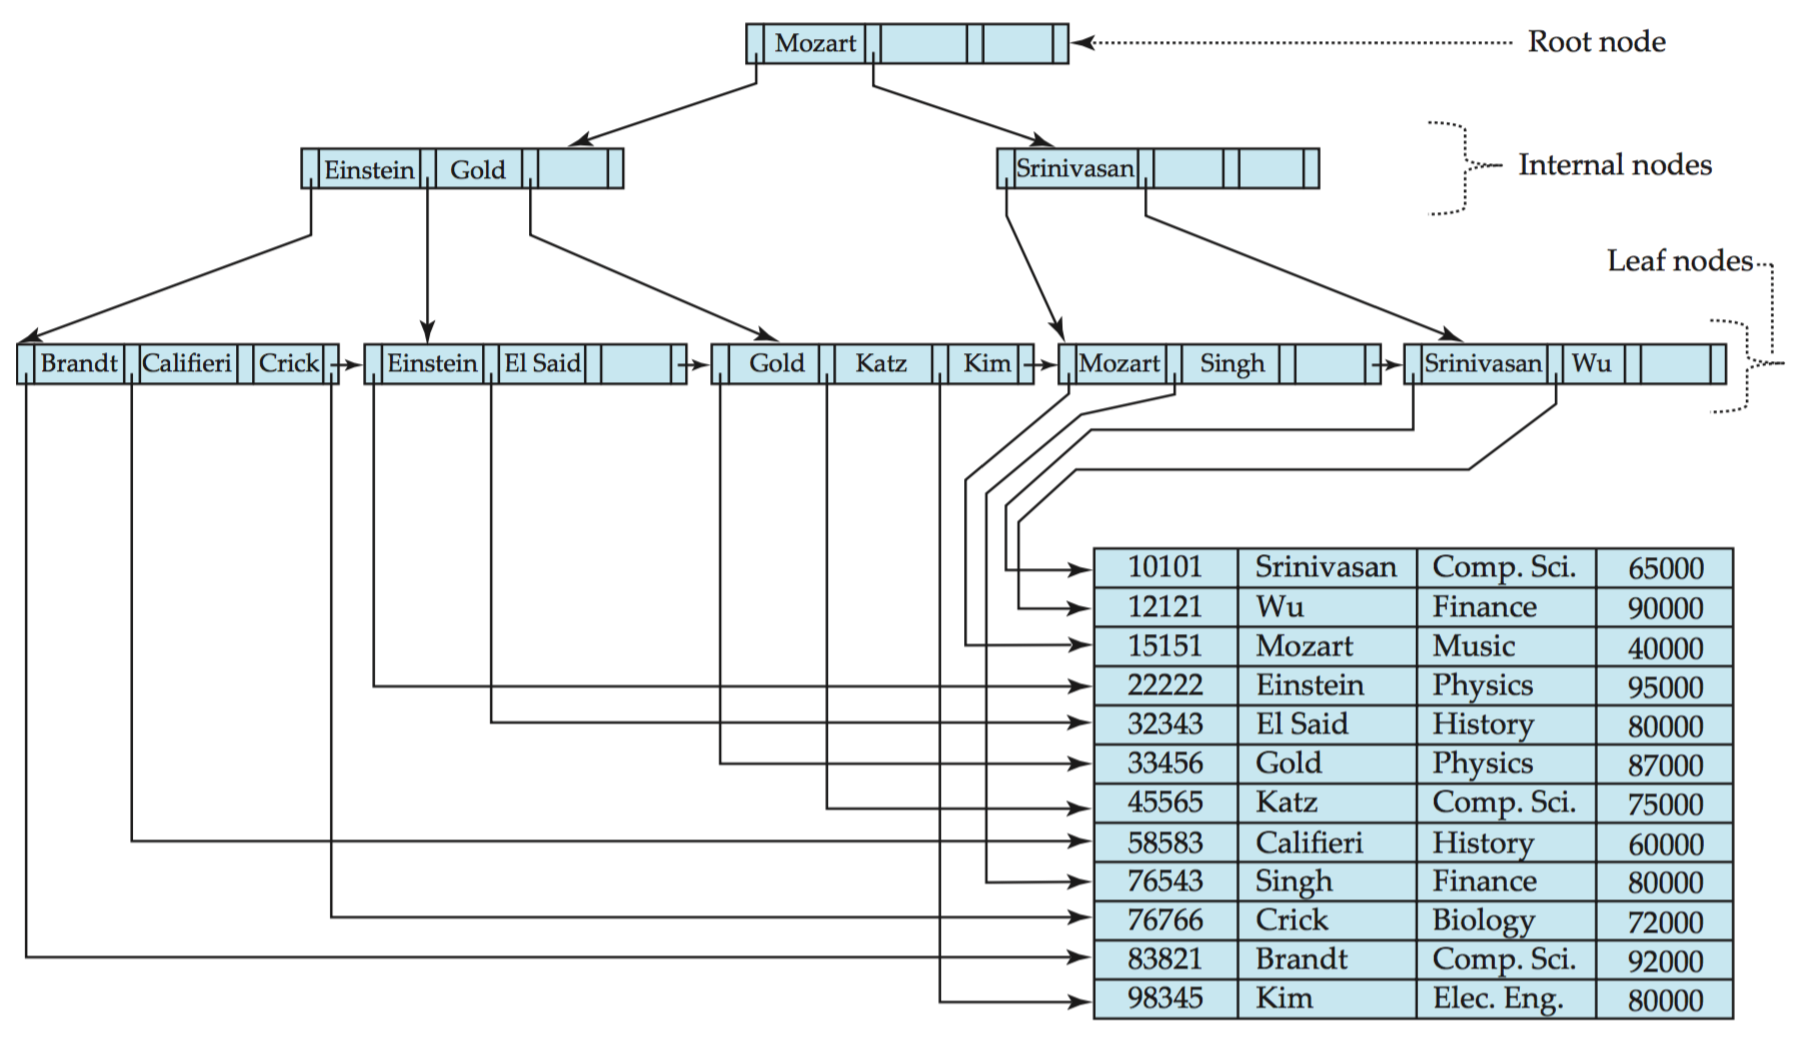 Mozart
Root node
Einstein Gold
Srinivasan
Internal nodes
Leaf nodes
Brandt Califieri Crick Einstein El Said Gold Katz Kim Mozart Singh Srinivasan Wu
10101 Srinivasan Comp. Sci. 65000
12121 Wu Finance 90000
15151 Mozart Music 40000
22222 Einstein Physics 95000
32343 El Said History 80000
33456 Gold Physics 87000
45565 Katz Comp. Sci. 75000
58583 Califieri History 60000
76543 Singh Finance 80000
76766 Crick Biology 72000
83821 Brandt Comp. Sci. 92000
98345 Kim Elec. Eng. 80000